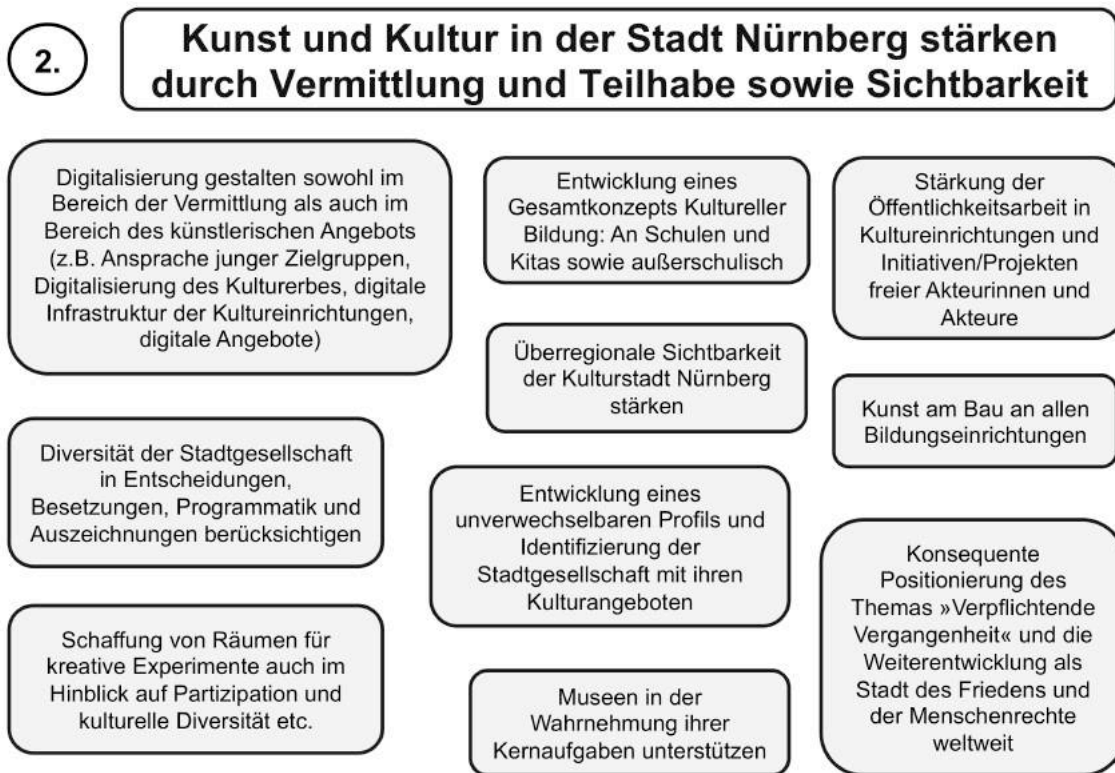 2.
Kunst und Kultur in der Stadt Nürnberg stärken
durch Vermittlung und Teilhabe sowie Sichtbarkeit
Digitalisierung gestalten sowohl im
Bereich der Vermittlung als auch im
Bereich des künstlerischen Angebots
(z.B. Ansprache junger Zielgruppen,
Digitalisierung des Kulturerbes, digitale
Infrastruktur der Kultureinrichtungen,
digitale Angebote)
Diversität der Stadtgesellschaft
in Entscheidungen,
Besetzungen, Programmatik und
Auszeichnungen berücksichtigen
Schaffung von Räumen für
kreative Experimente auch im
Hinblick auf Partizipation und
kulturelle Diversität etc.
Entwicklung eines
Gesamtkonzepts Kultureller
Bildung: An Schulen und
Kitas sowie außerschulisch
Überregionale Sichtbarkeit
der Kulturstadt Nürnberg
stärken
Entwicklung eines
unverwechselbaren Profils und
Identifizierung der
Stadtgesellschaft mit ihren
Kulturangeboten
Museen in der
Wahrnehmung ihrer
Kernaufgaben unterstützen
Stärkung der
Öffentlichkeitsarbeit in
Kultureinrichtungen und
Initiativen/Projekten
freier Akteurinnen und
Akteure
Kunst am Bau an allen
Bildungseinrichtungen
Konsequente
Positionierung des
Themas »Verpflichtende
Vergangenheit« und die
Weiterentwicklung als
Stadt des Friedens und
der Menschenrechte
weltweit